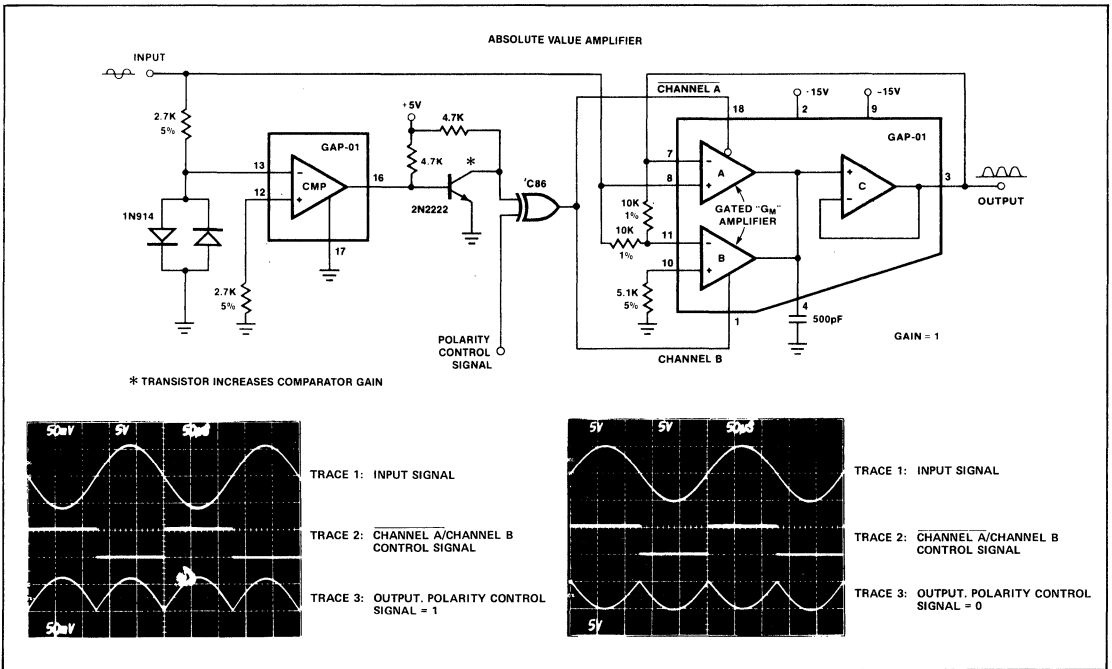 ABSOLUTE VALUE AMPLIFIER
INPUT
2.7K
5%
1N914
13
12
GAP-01
CMP
16
17
2.7K
5%
+5V
4.7K
4.7K
*
2N2222
'C86
POLARITY
CONTROL
SIGNAL
CHANNEL A
18
·15V
2
-15V
9
GAP-01
7
8
A
GATED "GM"
AMPLIFIER
10K
1%
10K
1%
11
10
B
5.1K
5%
1
CHANNEL B
C
3
OUTPUT
4
500pF
GAIN = 1
* TRANSISTOR INCREASES COMPARATOR GAIN
50mV 5V 50µS
50mV
TRACE 1: INPUT SIGNAL
TRACE 2: CHANNEL A/CHANNEL B
CONTROL SIGNAL
TRACE 3: OUTPUT. POLARITY CONTROL
SIGNAL = 1
5V 5V 50µS
5V
TRACE 1: INPUT SIGNAL
TRACE 2: CHANNEL A/CHANNEL B
CONTROL SIGNAL
TRACE 3: OUTPUT. POLARITY CONTROL
SIGNAL = 0